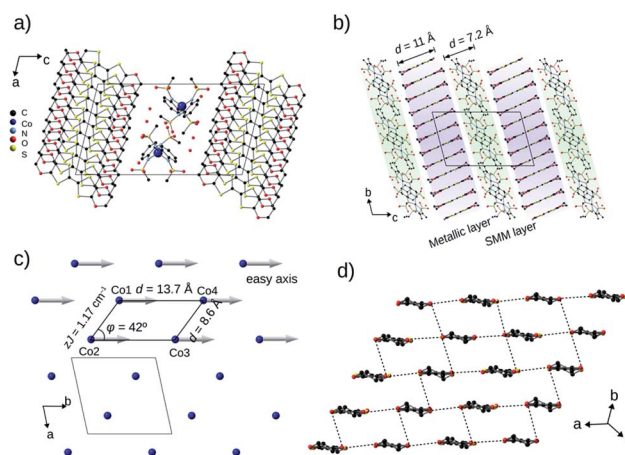 a)
c
a
C
Co
N
O
S
b)
d = 11 Å
d = 7.2 Å
b
c
Metallic layer
SMM layer
c)
easy axis
Co1
d = 13.7 Å
Co4
zJ = 1.17 cm⁻¹
φ = 42º
d = 8.6 Å
Co2
Co3
b
a
d)
b
a